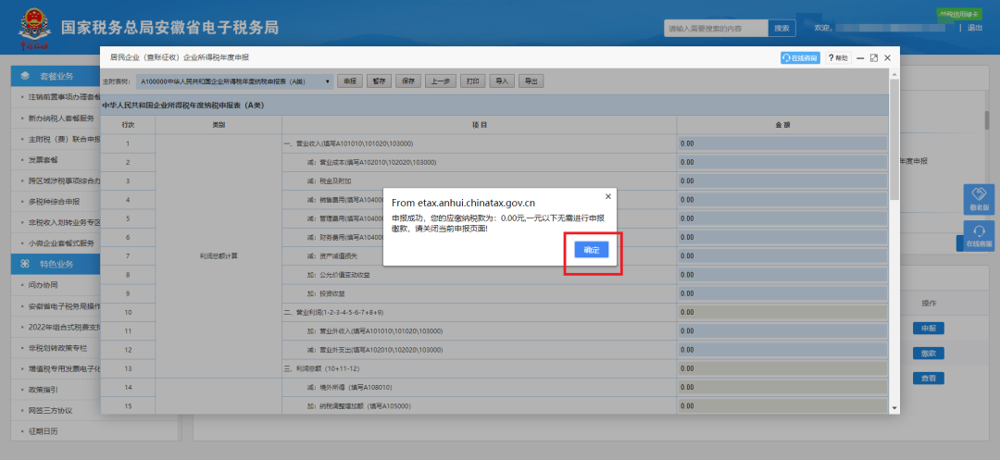 国家税务总局安徽省电子税务局
请输入需要搜索的内容
搜索
欢迎,
退出
居民企业（查账征收）企业所得税年度申报
在线咨询
? 帮助
套餐业务
注销前置事项办理套餐
新办纳税人套餐服务
主附税（费）联合申报
发票套餐
跨区域涉税事项综合办
多税种综合申报
非税收入划转业务专区
小微企业套餐式服务
特色业务
问办协同
安徽省电子税务局操作
2022年组合式税费支持
非税划转政策专栏
增值税专用发票电子化
政策指引
网签三方协议
征期日历
主附表树:
A100000中华人民共和国企业所得税年度纳税申报表（A类）
申报
暂存
保存
上一步
打印
导入
导出
中华人民共和国企业所得税年度纳税申报表（A类）
行次 类别 项 目 金 额
1 一、营业收入(填写A101010\101020\103000) 0.00
2 减：营业成本(填写A102010\102020\103000) 0.00
3 减：税金及附加 0.00
4 减：销售费用(填写A104000 0.00
5 减：管理费用(填写A104000 0.00
6 减：财务费用(填写A104000 0.00
7 利润总额计算 减：资产减值损失 0.00
8 加：公允价值变动收益 0.00
9 加：投资收益 0.00
10 二、营业利润(1-2-3-4-5-6-7+8+9) 0.00
11 加：营业外收入(填写A101010\101020\103000) 0.00
12 减：营业外支出(填写A102010\102020\103000) 0.00
13 三、利润总额（10+11-12） 0.00
14 减：境外所得（填写A108010） 0.00
15 加：纳税调整增加额（填写A105000） 0.00
From etax.anhui.chinatax.gov.cn
申报成功，您的应缴纳税款为：0.00元,一元以下无需进行申报
缴款，请关闭当前申报页面!
确定
年度申报
敬老版
在线客服
操作
申报
缴款
查看